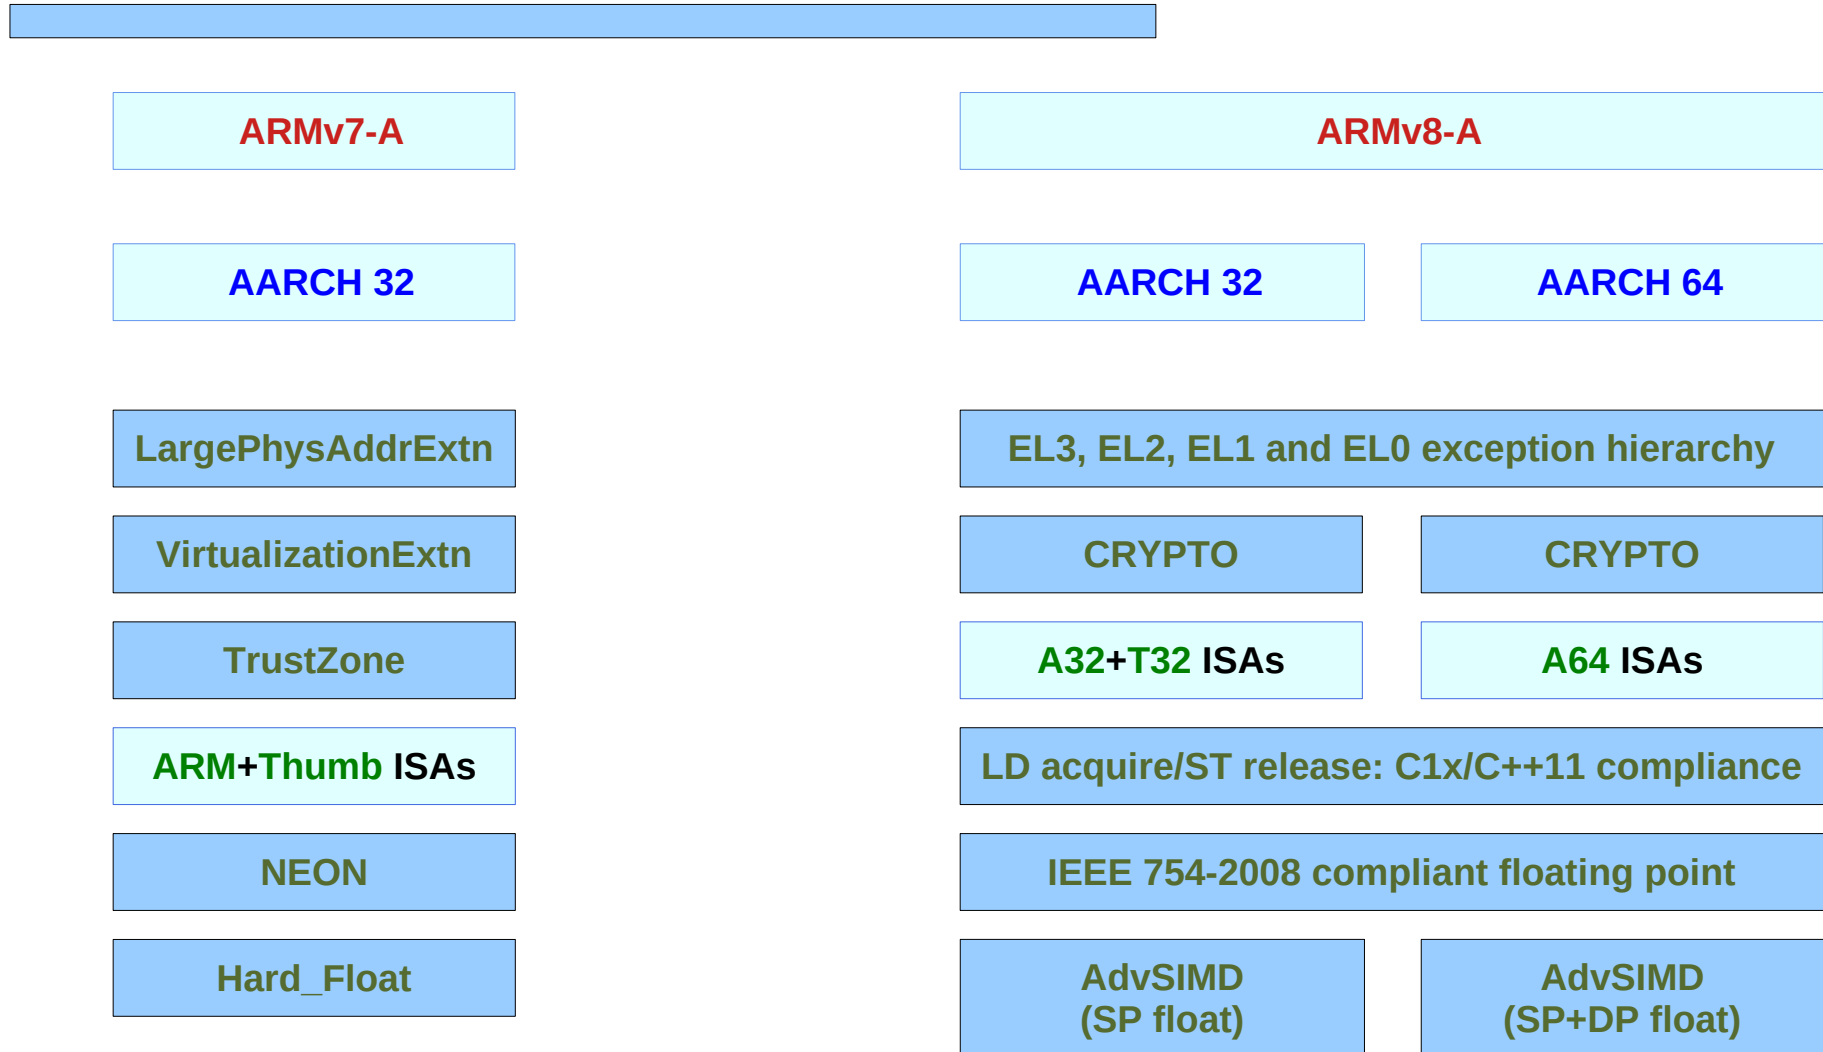 ARMv7-A
ARMv8-A
AARCH 32
AARCH 32
AARCH 64
LargePhysAddrExtn
EL3, EL2, EL1 and EL0 exception hierarchy
VirtualizationExtn
CRYPTO
CRYPTO
TrustZone
A32+T32 ISAs
A64 ISAs
ARM+Thumb ISAs
LD acquire/ST release: C1x/C++11 compliance
NEON
IEEE 754-2008 compliant floating point
Hard_Float
AdvSIMD
(SP float)
AdvSIMD
(SP+DP float)